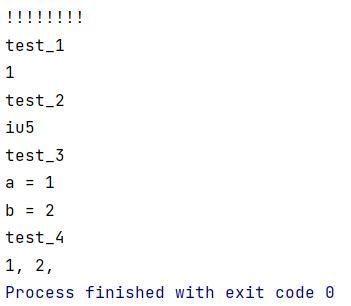 !!!!!!!!
test_1
1
test_2
iu5
test_3
a = 1
b = 2
test_4
1, 2,
Process finished with exit code 0